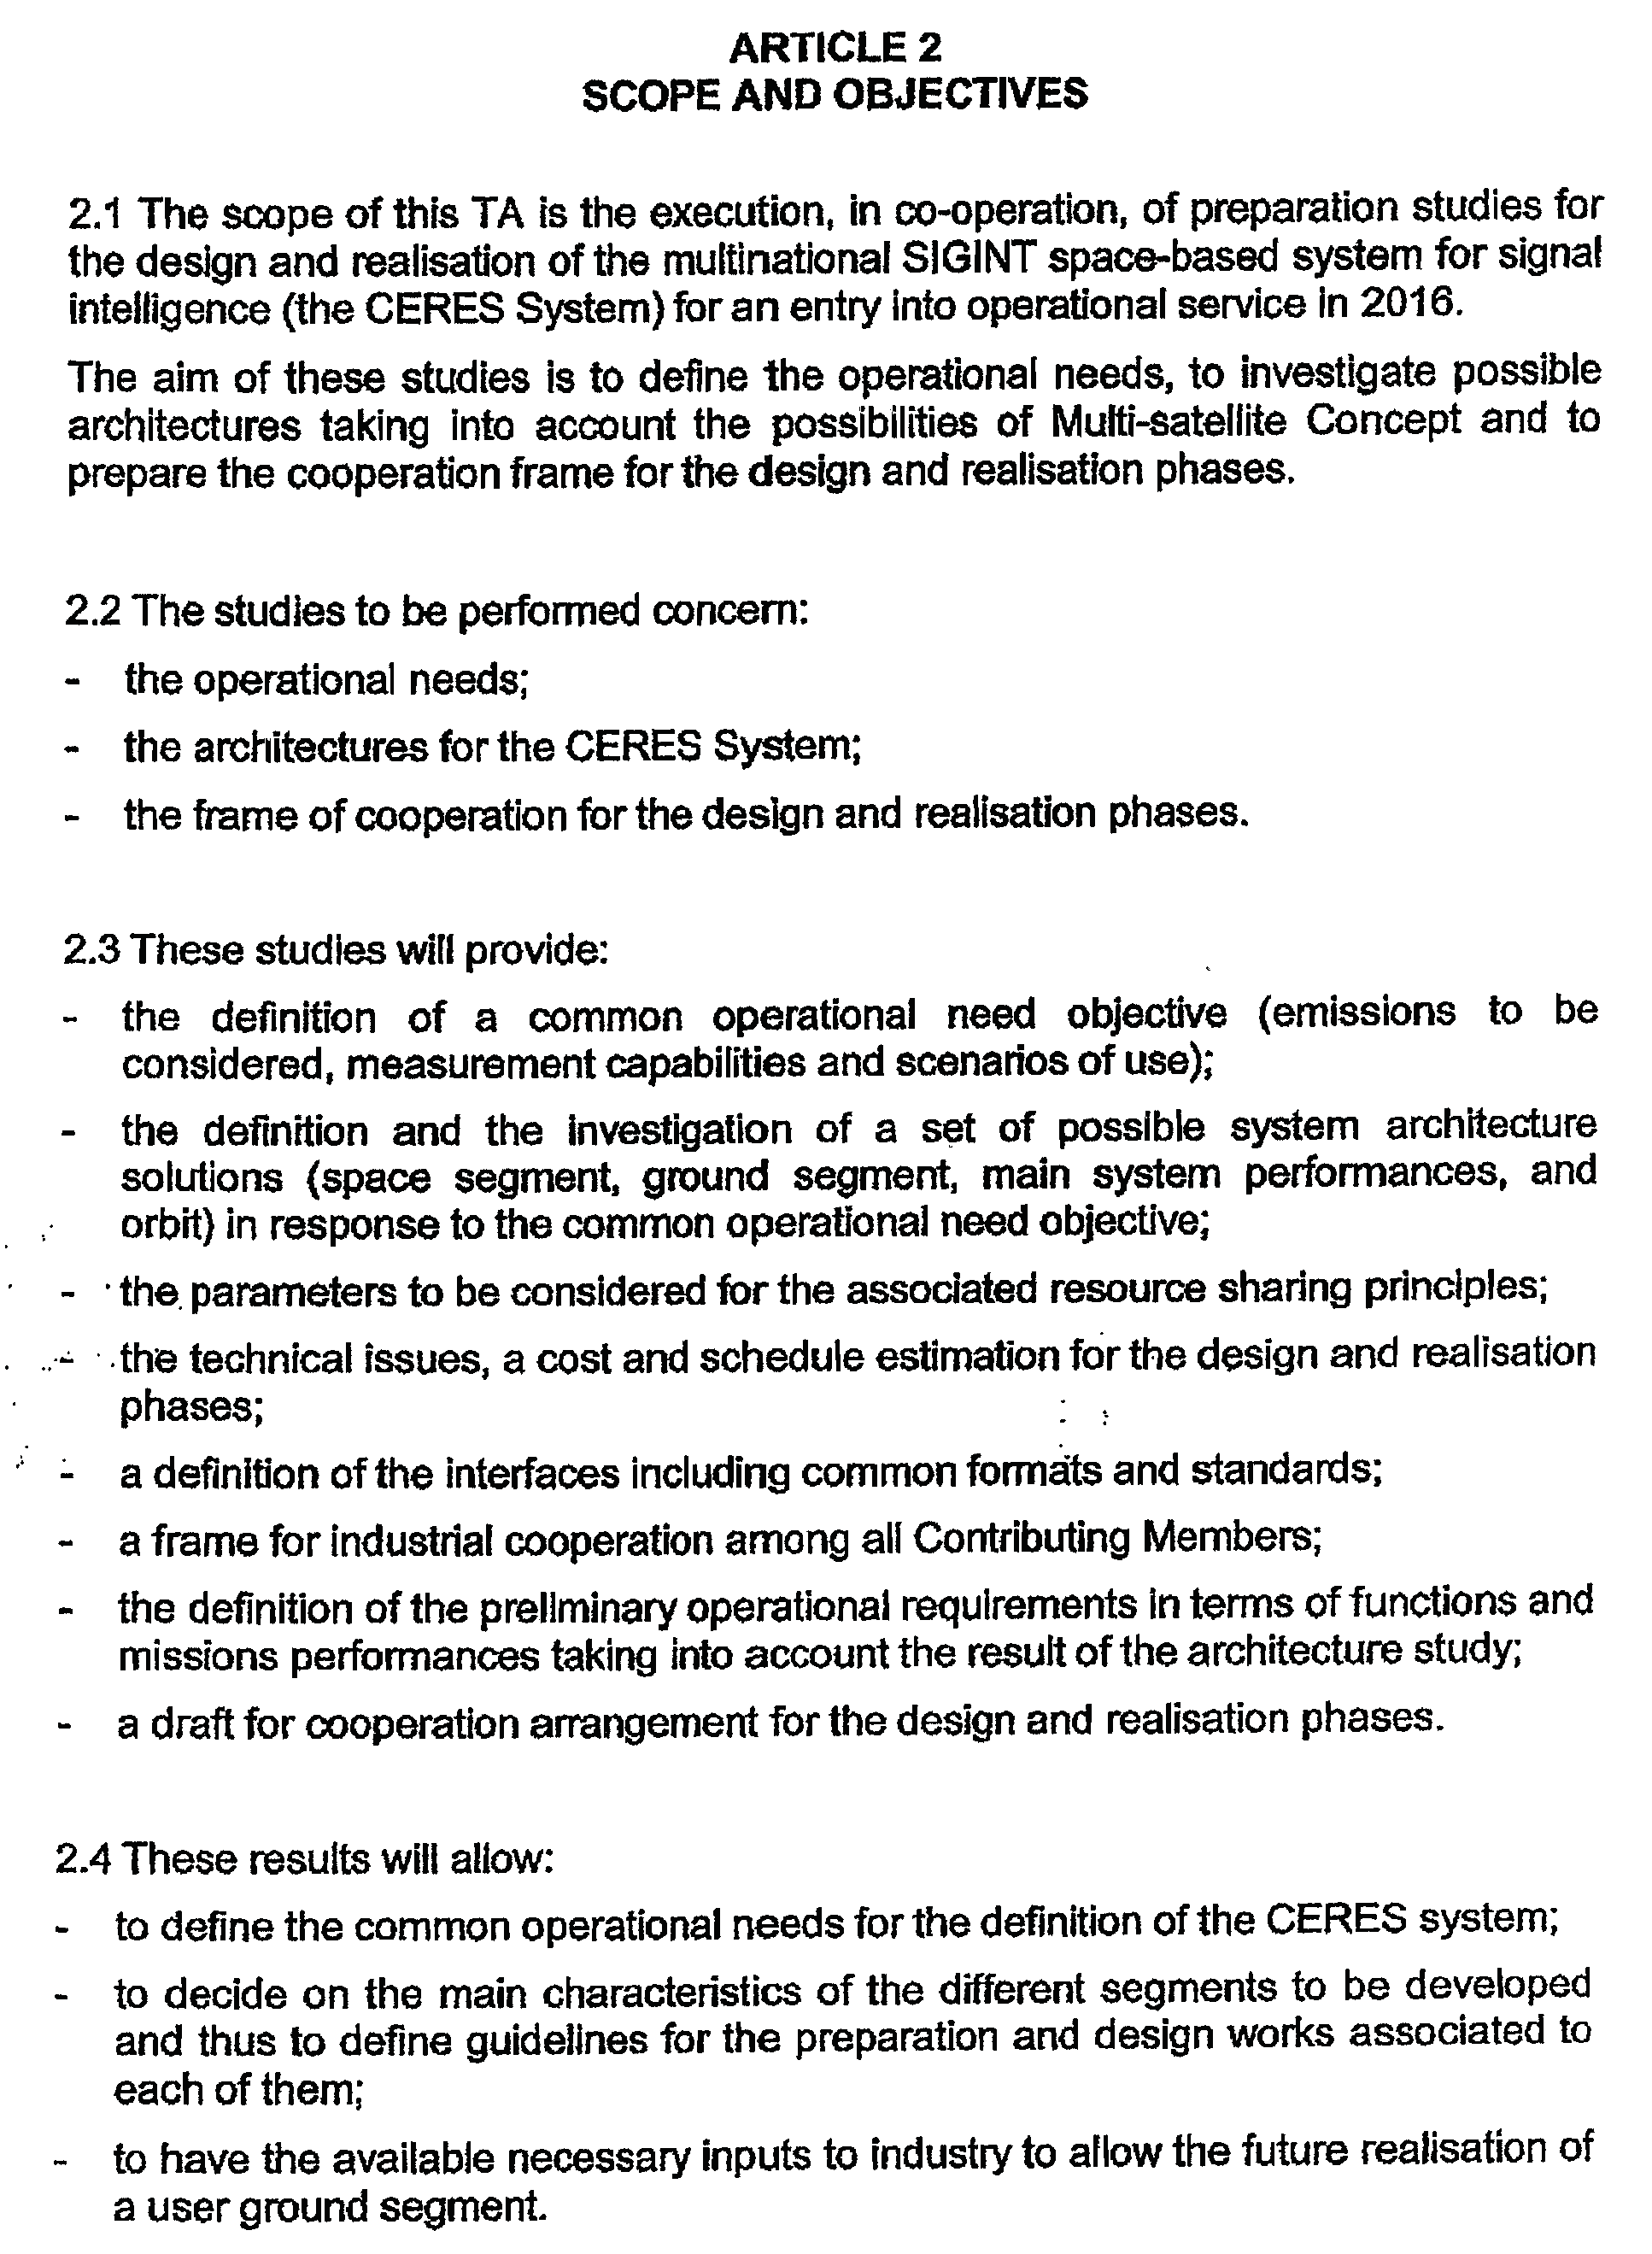 ARTICLE 2
SCOPE AND OBJECTIVES
2.1 The scope of this TA is the execution, in co-operation, of preparation studies for
the design and realisation of the multinational SIGINT space-based system for signal
intelligence (the CERES System) for an entry into operational service in 2016.
The aim of these studies is to define the operational needs, to investigate possible
architectures taking into account the possibilities of Multi-satellite Concept and to
prepare the cooperation frame for the design and realisation phases.
2.2 The studies to be performed concern:
- the operational needs;
- the architectures for the CERES System;
- the frame of cooperation for the design and realisation phases.
2.3 These studies will provide:
- the definition of a common operational need objective (emissions to be
considered, measurement capabilities and scenarios of use);
- the definition and the investigation of a set of possible system architecture
solutions (space segment, ground segment, main system performances, and
orbit) in response to the common operational need objective;
- the parameters to be considered for the associated resource sharing principles;
- the technical issues, a cost and schedule estimation for the design and realisation
phases;
- a definition of the interfaces including common formats and standards;
- a frame for industrial cooperation among all Contributing Members;
- the definition of the preliminary operational requirements in terms of functions and
missions performances taking into account the result of the architecture study;
- a draft for cooperation arrangement for the design and realisation phases.
2.4 These results will allow:
- to define the common operational needs for the definition of the CERES system;
- to decide on the main characteristics of the different segments to be developed
and thus to define guidelines for the preparation and design works associated to
each of them;
- to have the available necessary inputs to industry to allow the future realisation of
a user ground segment.